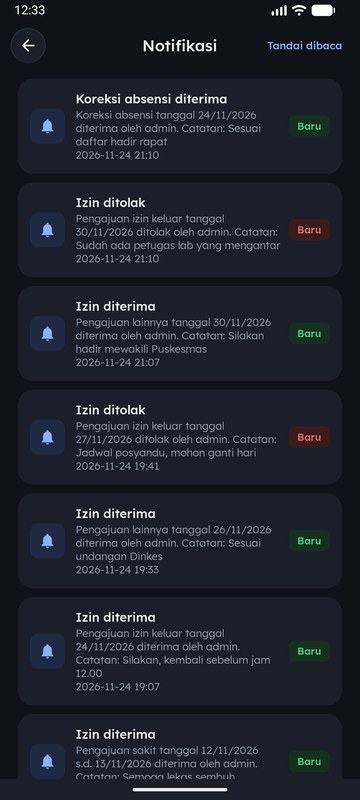 12:33
Notifikasi
Tandai dibaca
Koreksi absensi diterima
Koreksi absensi tanggal 24/11/2026
diterima oleh admin. Catatan: Sesuai
daftar hadir rapat
2026-11-24 21:10
Baru
Izin ditolak
Pengajuan izin keluar tanggal
30/11/2026 ditolak oleh admin. Catatan:
Sudah ada petugas lab yang mengantar
2026-11-24 21:10
Baru
Izin diterima
Pengajuan lainnya tanggal 30/11/2026
diterima oleh admin. Catatan: Silakan
hadir mewakili Puskesmas
2026-11-24 21:07
Baru
Izin ditolak
Pengajuan izin keluar tanggal
27/11/2026 ditolak oleh admin. Catatan:
Jadwal posyandu, mohon ganti hari
2026-11-24 19:41
Baru
Izin diterima
Pengajuan lainnya tanggal 26/11/2026
diterima oleh admin. Catatan: Sesuai
undangan Dinkes
2026-11-24 19:33
Baru
Izin diterima
Pengajuan izin keluar tanggal
24/11/2026 diterima oleh admin.
Catatan: Silakan, kembali sebelum jam
12.00
2026-11-24 19:07
Baru
Izin diterima
Pengajuan sakit tanggal 12/11/2026
s.d. 13/11/2026 diterima oleh admin.
Catatan: Semoga lekas sembuh
Baru